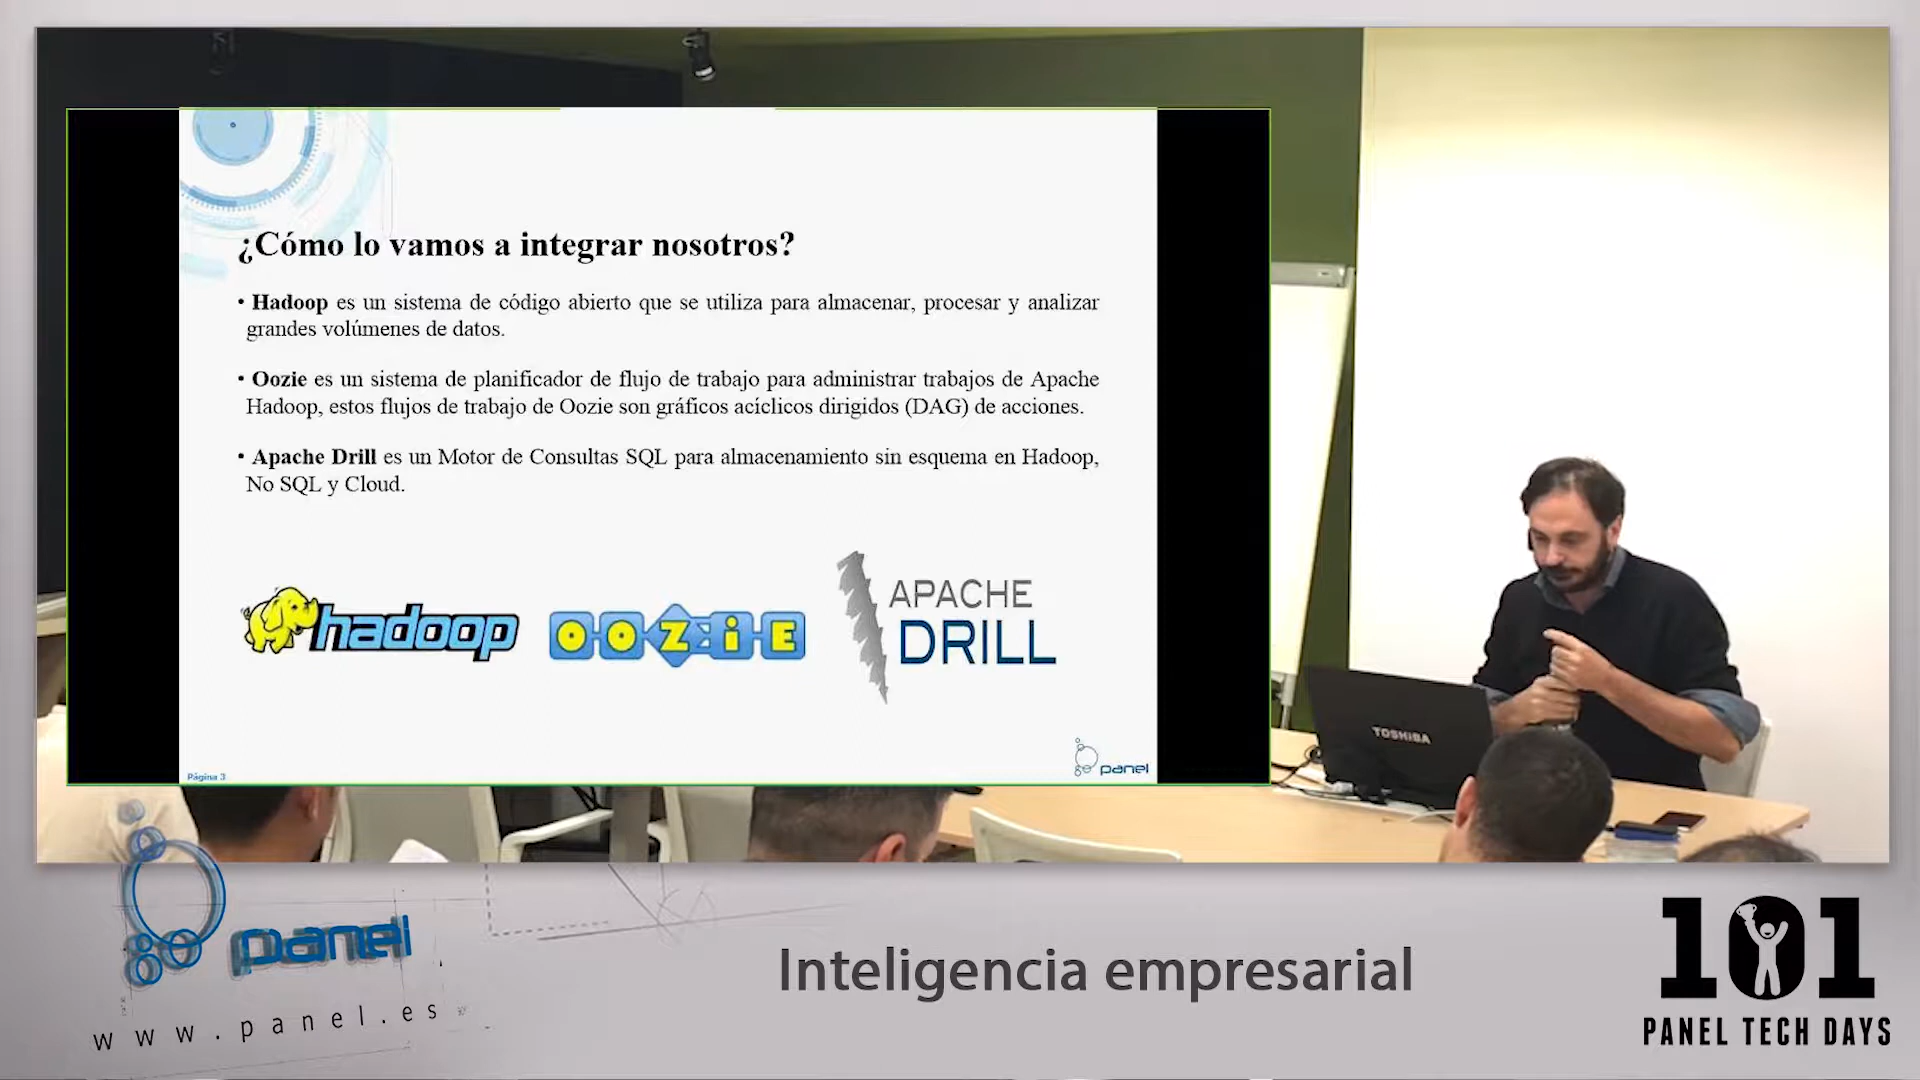 ¿Cómo lo vamos a integrar nosotros?
• Hadoop es un sistema de código abierto que se utiliza para almacenar, procesar y analizar
grandes volúmenes de datos.
• Oozie es un sistema de planificador de flujo de trabajo para administrar trabajos de Apache
Hadoop, estos flujos de trabajo de Oozie son gráficos acíclicos dirigidos (DAG) de acciones.
• Apache Drill es un Motor de Consultas SQL para almacenamiento sin esquema en Hadoop,
No SQL y Cloud.
hadoop
OOZiE
APACHE
DRILL
Página 3
panel
TOSHIBA
panel
www.panel.es
Inteligencia empresarial
101
PANEL TECH DAYS